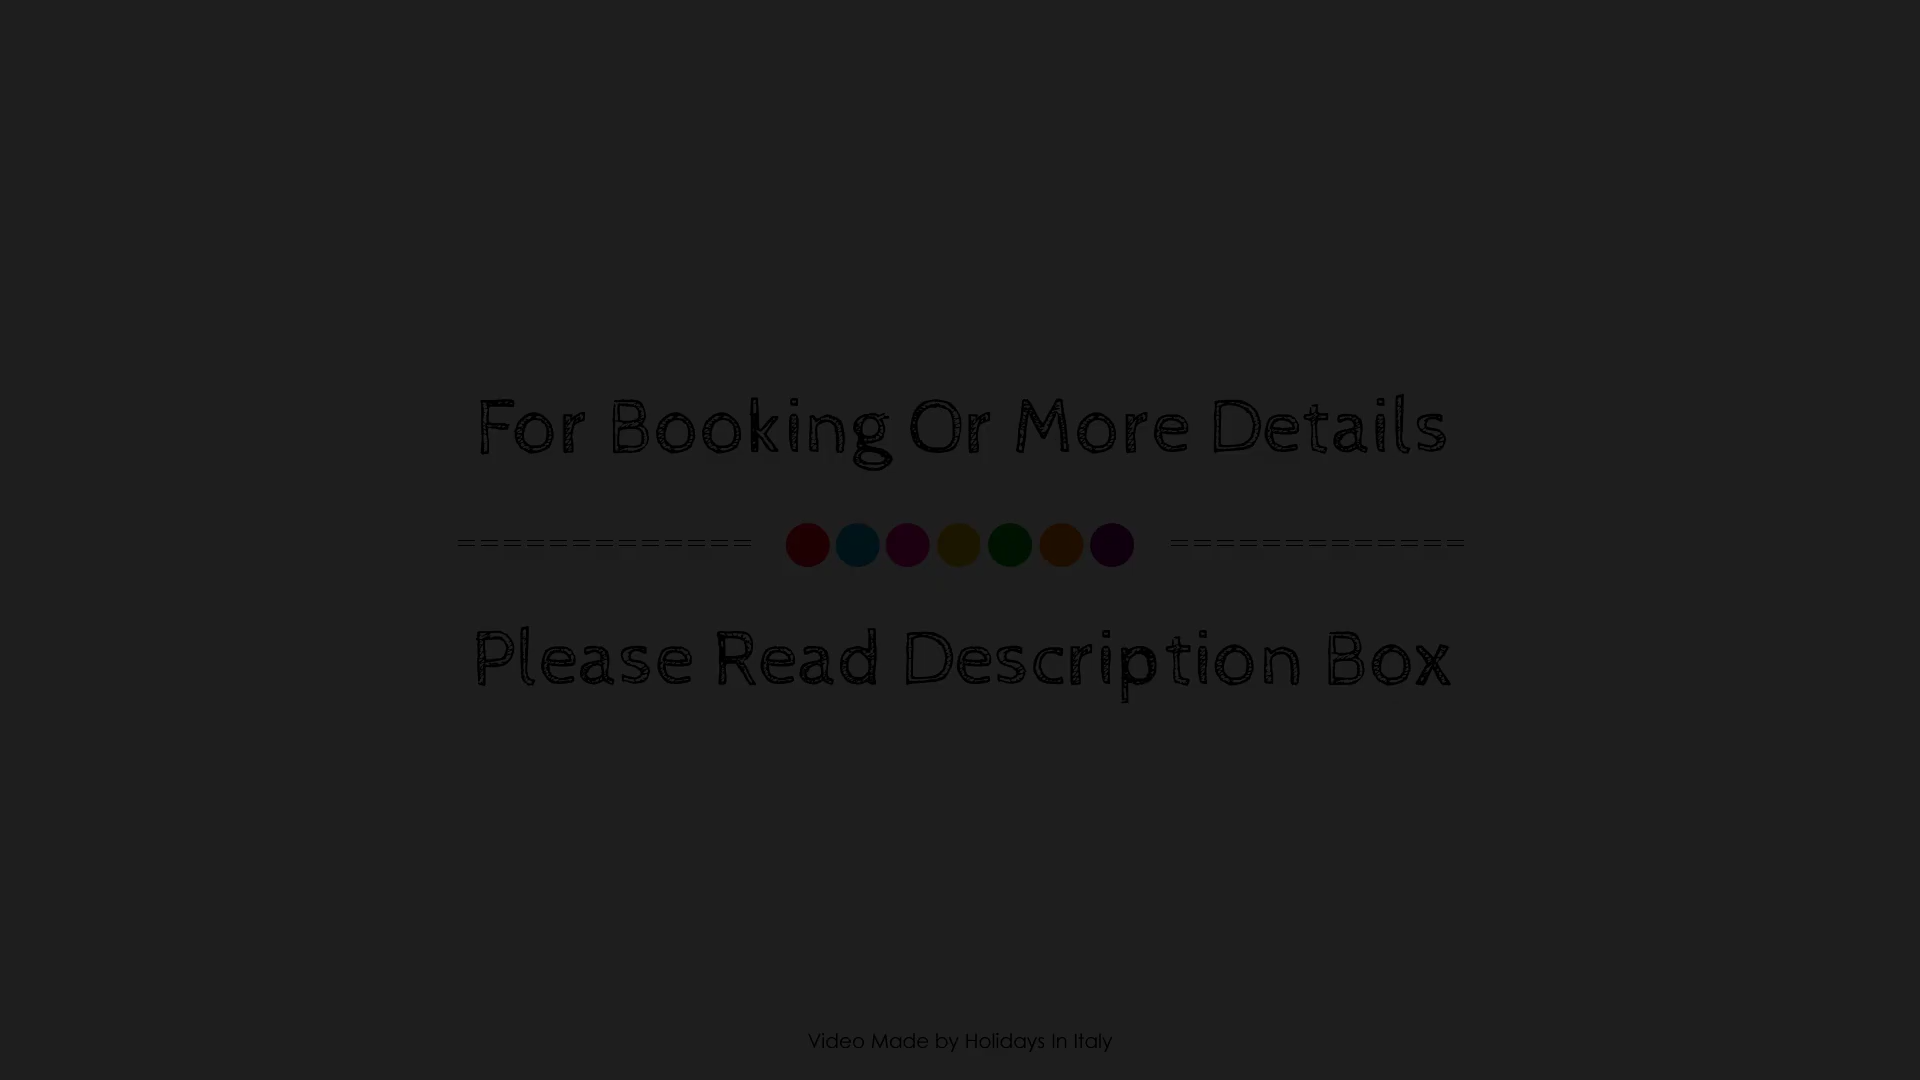 For Booking Or More Details
============= =============
Please Read Description Box
Video Made by Holidays In Italy